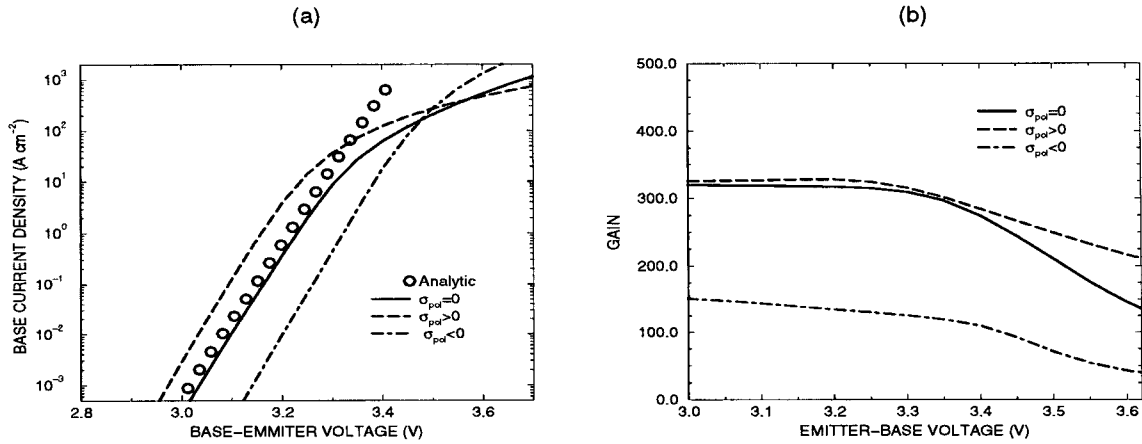 (a)
BASE CURRENT DENSITY (A cm⁻²)
10³
10²
10¹
10⁰
10⁻¹
10⁻²
10⁻³
Analytic
σpol=0
σpol>0
σpol<0
2.8 3.0 3.2 3.4 3.6
BASE-EMMITER VOLTAGE (V)
(b)
GAIN
500.0
400.0
300.0
200.0
100.0
0.0
σpol=0
σpol>0
σpol<0
3.0 3.1 3.2 3.3 3.4 3.5 3.6
EMITTER-BASE VOLTAGE (V)